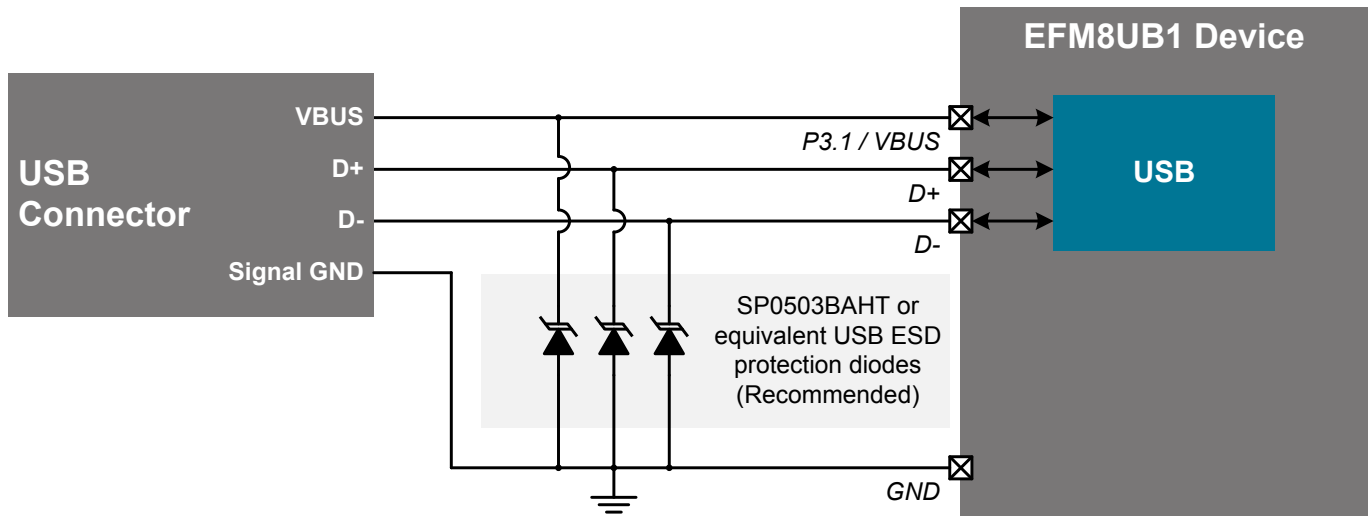 EFM8UB1 Device
VBUS
P3.1 / VBUS
USB
Connector
D+
D+
USB
D-
D-
Signal GND
SP0503BAHT or
equivalent USB ESD
protection diodes
(Recommended)
GND